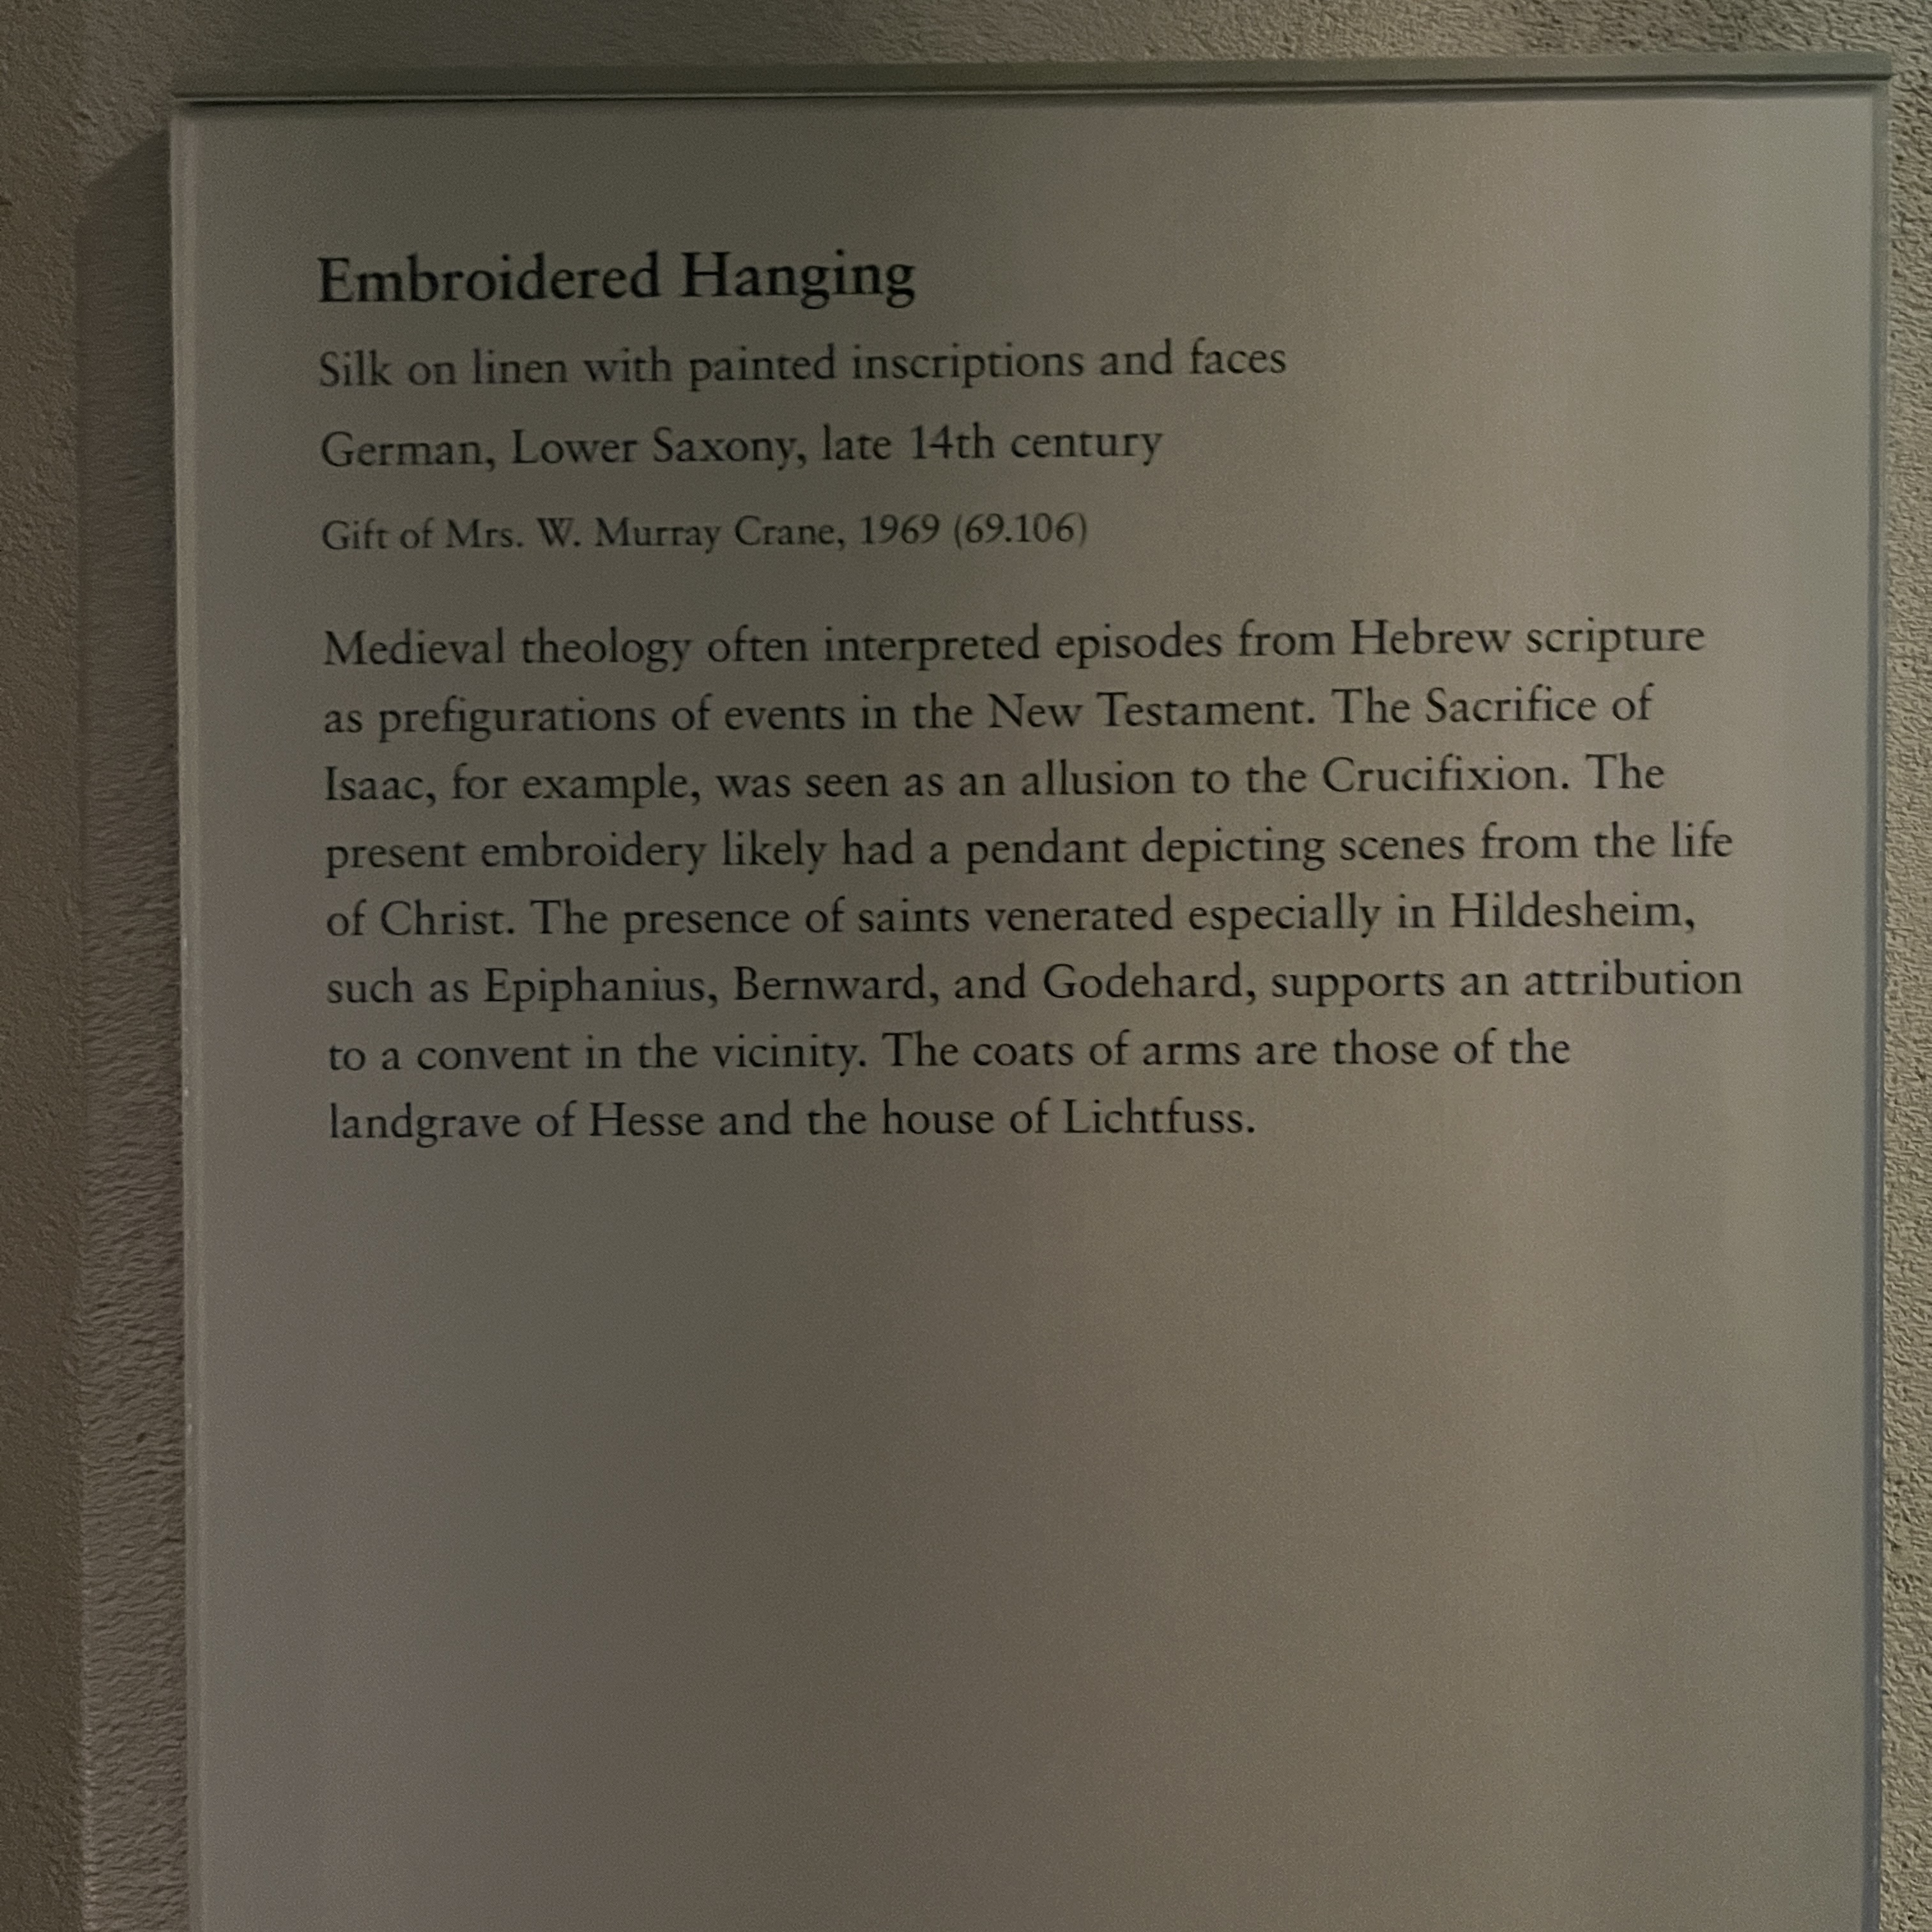 Embroidered Hanging
Silk on linen with painted inscriptions and faces
German, Lower Saxony, late 14th century
Gift of Mrs. W. Murray Crane, 1969 (69.106)
Medieval theology often interpreted episodes from Hebrew scripture
as prefigurations of events in the New Testament. The Sacrifice of
Isaac, for example, was seen as an allusion to the Crucifixion. The
present embroidery likely had a pendant depicting scenes from the life
of Christ. The presence of saints venerated especially in Hildesheim,
such as Epiphanius, Bernward, and Godehard, supports an attribution
to a convent in the vicinity. The coats of arms are those of the
landgrave of Hesse and the house of Lichtfuss.